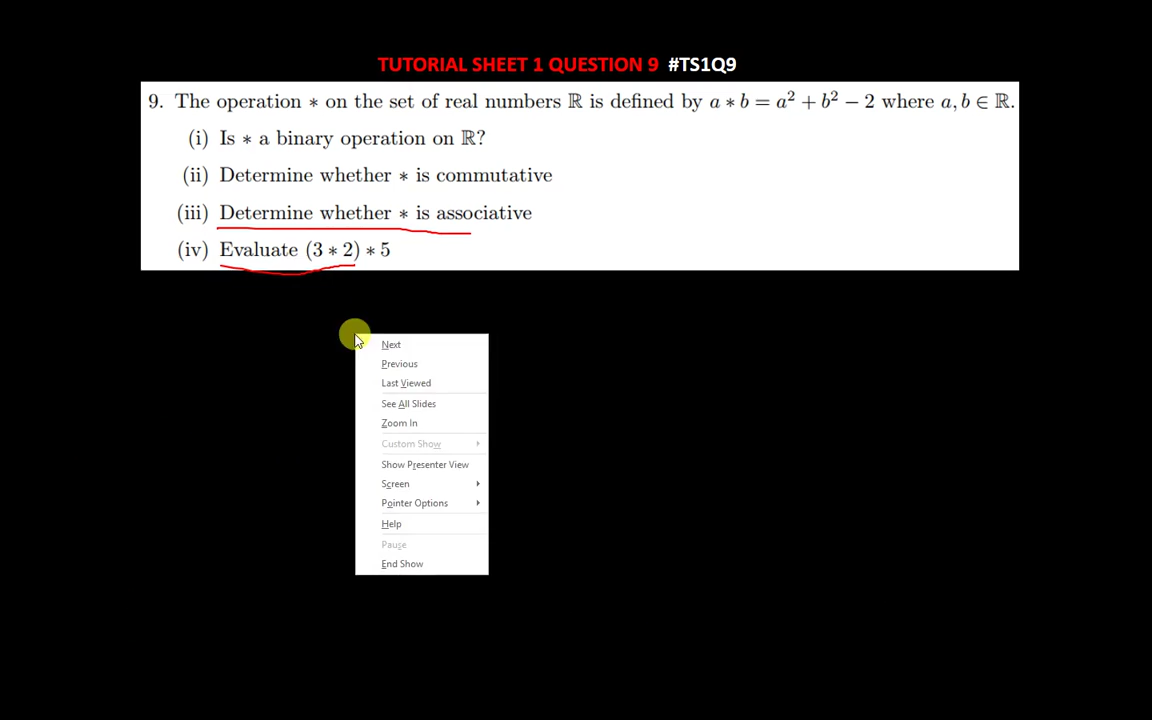 TUTORIAL SHEET 1 QUESTION 9 #TS1Q9
9. The operation ∗ on the set of real numbers ℝ is defined by a ∗ b = a² + b² − 2 where a, b ∈ ℝ.
(i) Is ∗ a binary operation on ℝ?
(ii) Determine whether ∗ is commutative
(iii) Determine whether ∗ is associative
(iv) Evaluate (3 ∗ 2) ∗ 5
Next
Previous
Last Viewed
See All Slides
Zoom In
Custom Show
Show Presenter View
Screen
Pointer Options
Help
Pause
End Show